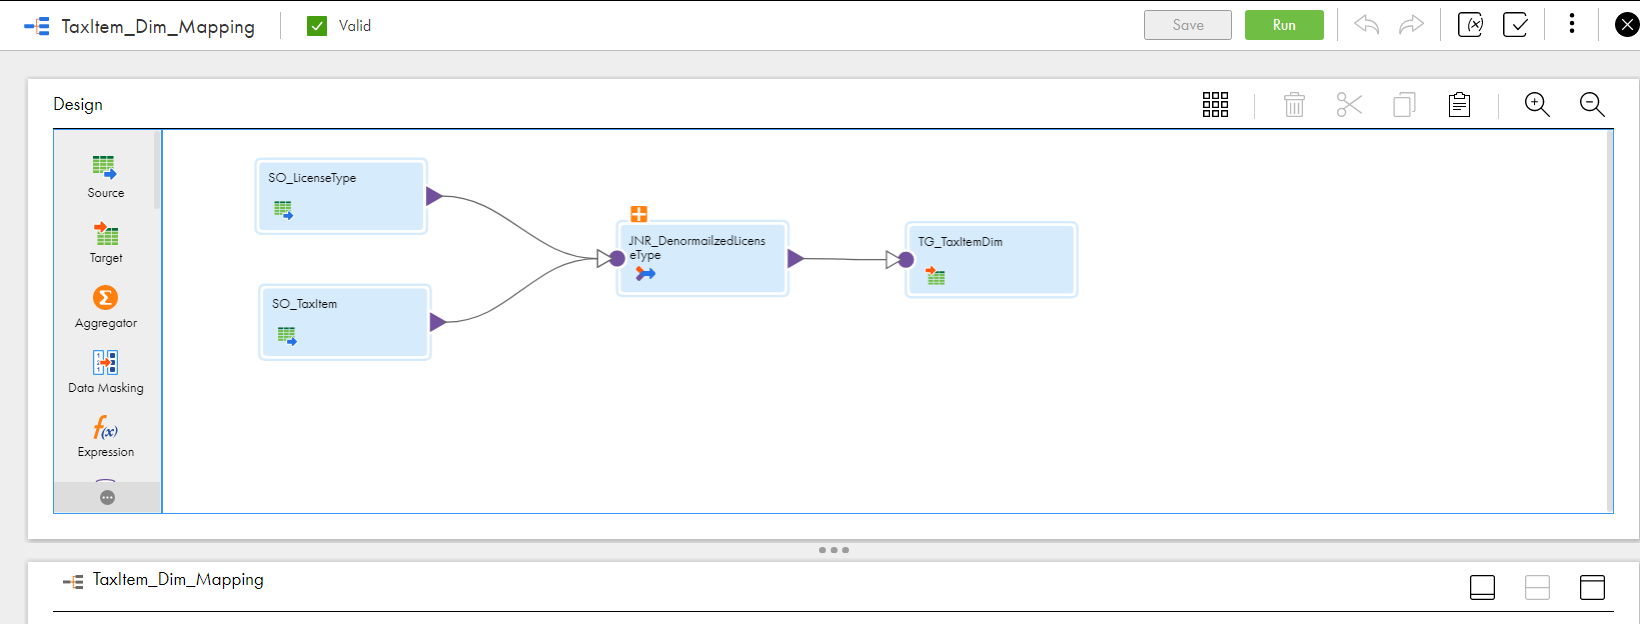 TaxItem_Dim_Mapping
Valid
Save
Run
(x)
Design
Source
Target
Σ
Aggregator
Data Masking
f(x)
Expression
SO_LicenseType
SO_TaxItem
JNR_DenormailzedLicens
eType
TG_TaxItemDim
TaxItem_Dim_Mapping